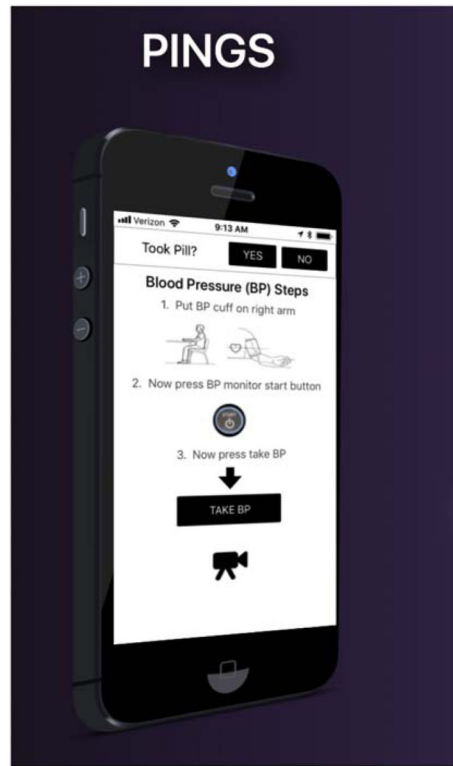 PINGS
Verizon 9:13 AM
Took Pill? YES NO
Blood Pressure (BP) Steps
1. Put BP cuff on right arm
2. Now press BP monitor start button
START
3. Now press take BP
TAKE BP